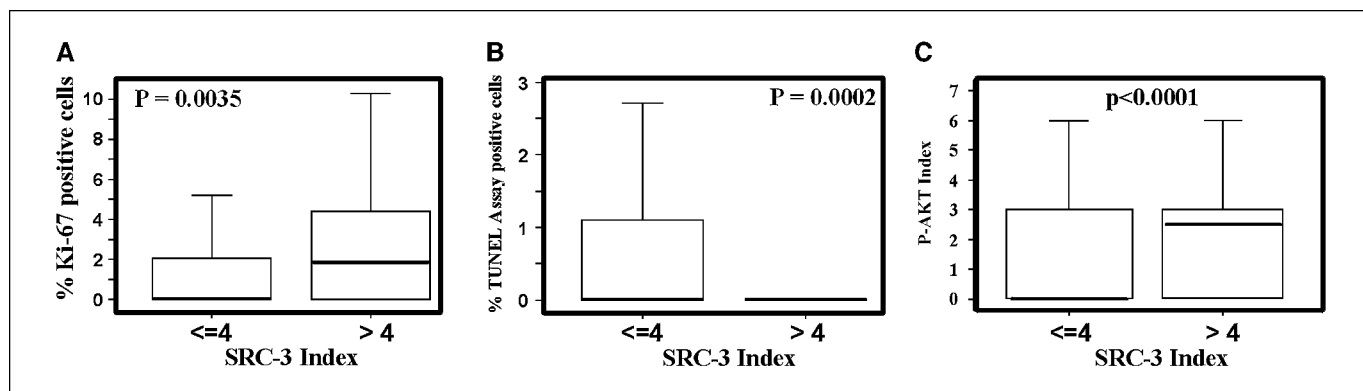 A
% Ki-67 positive cells
P = 0.0035
10
8
6
4
2
0
<=4
> 4
SRC-3 Index
B
% TUNEL Assay positive cells
P = 0.0002
3
2
1
0
<=4
> 4
SRC-3 Index
C
P-AKT Index
p<0.0001
7
6
5
4
3
2
1
0
<=4
> 4
SRC-3 Index